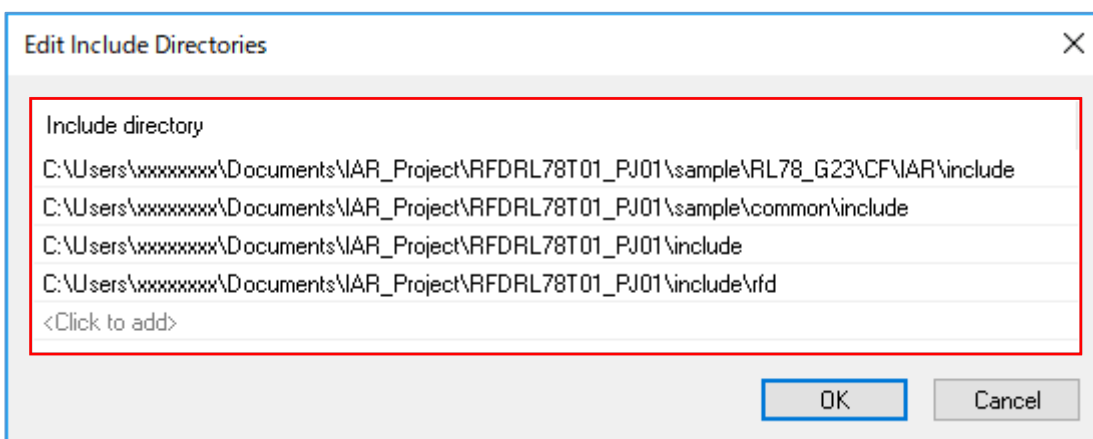 Edit Include Directories
Include directory
C:\Users\xxxxxxxx\Documents\IAR_Project\RFDRL78T01_PJ01\sample\RL78_G23\CF\IAR\include
C:\Users\xxxxxxxx\Documents\IAR_Project\RFDRL78T01_PJ01\sample\common\include
C:\Users\xxxxxxxx\Documents\IAR_Project\RFDRL78T01_PJ01\include
C:\Users\xxxxxxxx\Documents\IAR_Project\RFDRL78T01_PJ01\include\rfd
<Click to add>
OK Cancel